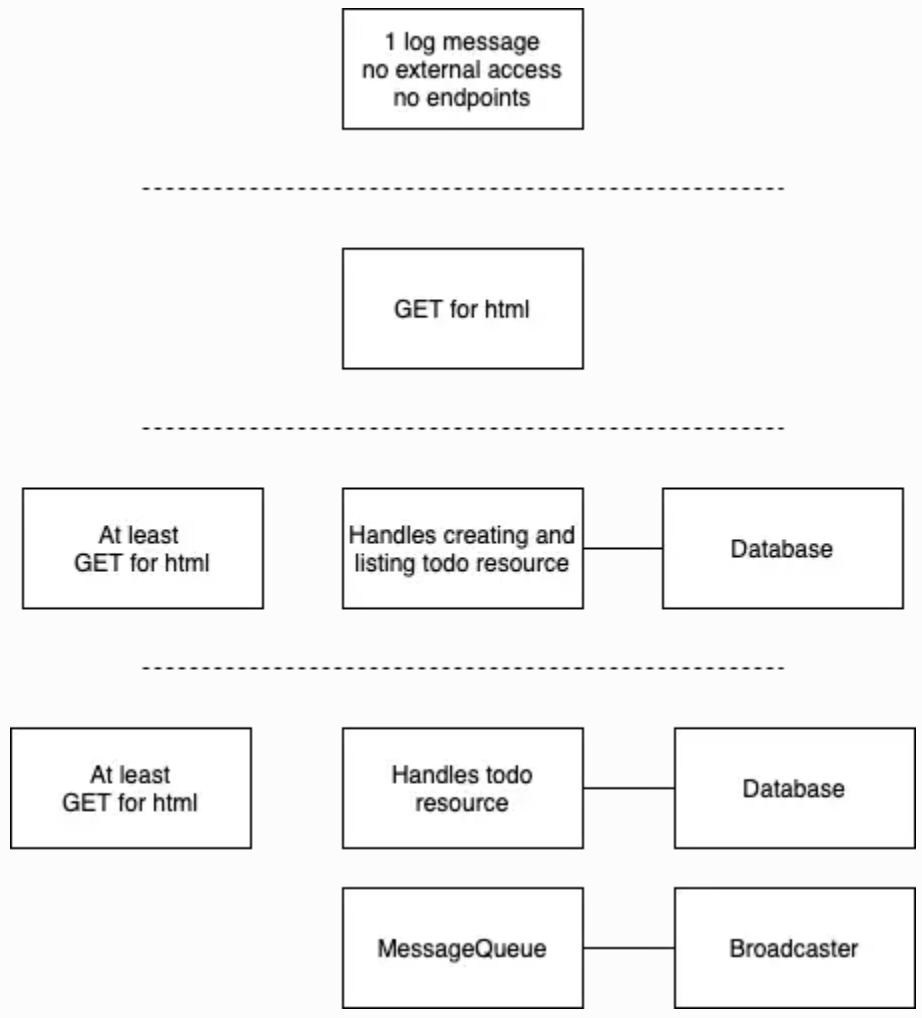 1 log message
no external access
no endpoints
GET for html
At least
GET for html
Handles creating and
listing todo resource
Database
At least
GET for html
Handles todo
resource
Database
MessageQueue
Broadcaster